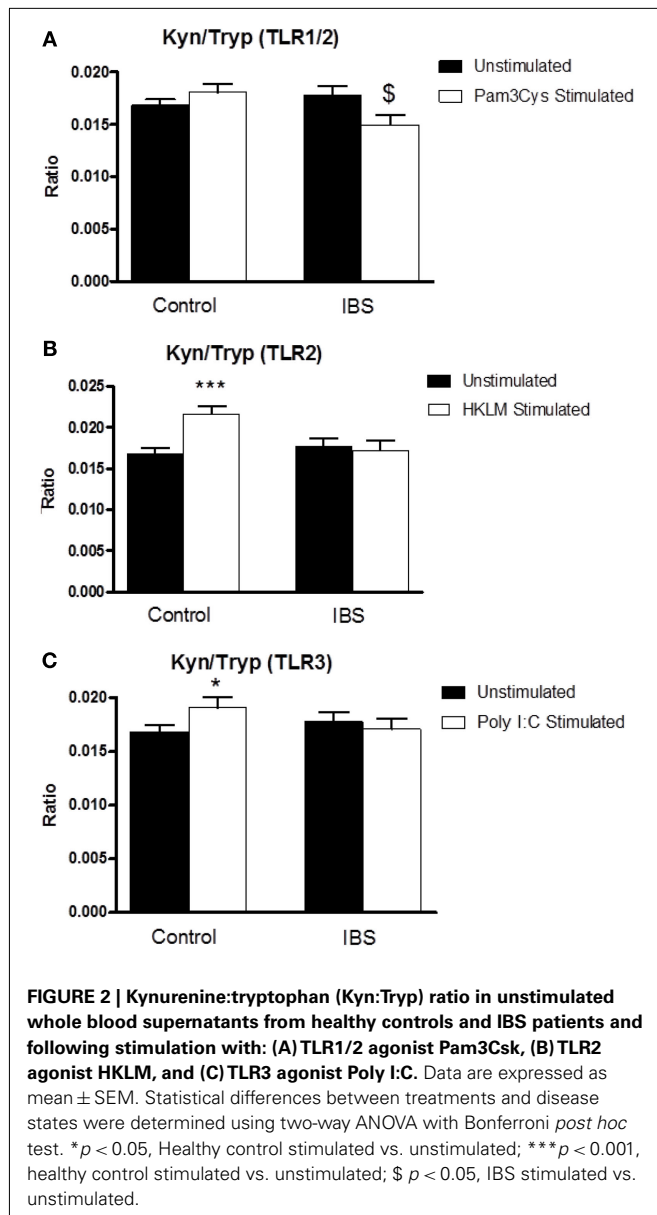 A
Kyn/Tryp (TLR1/2)
0.020
0.015
0.010
0.005
0.000
Ratio
$
Control
IBS
Unstimulated
Pam3Cys Stimulated
B
Kyn/Tryp (TLR2)
0.025
0.020
0.015
0.010
0.005
0.000
Ratio
***
Control
IBS
Unstimulated
HKLM Stimulated
C
Kyn/Tryp (TLR3)
0.020
0.015
0.010
0.005
0.000
Ratio
*
Control
IBS
Unstimulated
Poly I:C Stimulated
FIGURE 2 | Kynurenine:tryptophan (Kyn:Tryp) ratio in unstimulated
whole blood supernatants from healthy controls and IBS patients and
following stimulation with: (A) TLR1/2 agonist Pam3Csk, (B) TLR2
agonist HKLM, and (C) TLR3 agonist Poly I:C. Data are expressed as
mean ± SEM. Statistical differences between treatments and disease
states were determined using two-way ANOVA with Bonferroni post hoc
test. *p < 0.05, Healthy control stimulated vs. unstimulated; ***p < 0.001,
healthy control stimulated vs. unstimulated; $ p < 0.05, IBS stimulated vs.
unstimulated.